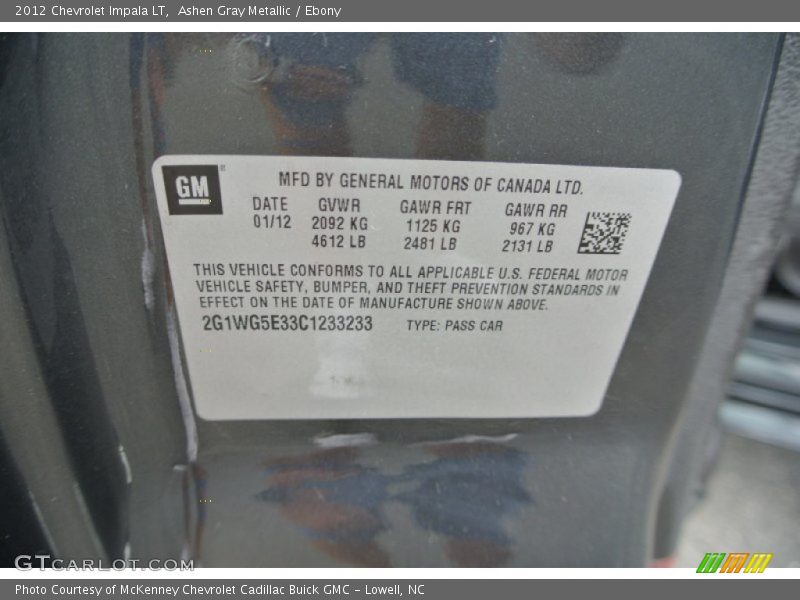 2012 Chevrolet Impala LT, Ashen Gray Metallic / Ebony
GM
MFD BY GENERAL MOTORS OF CANADA LTD.
DATE GVWR GAWR FRT GAWR RR
01/12 2092 KG 1125 KG 967 KG
4612 LB 2481 LB 2131 LB
THIS VEHICLE CONFORMS TO ALL APPLICABLE U.S. FEDERAL MOTOR
VEHICLE SAFETY, BUMPER, AND THEFT PREVENTION STANDARDS IN
EFFECT ON THE DATE OF MANUFACTURE SHOWN ABOVE.
2G1WG5E33C1233233 TYPE: PASS CAR
GTCARLOT.COM
Photo Courtesy of McKenney Chevrolet Cadillac Buick GMC - Lowell, NC